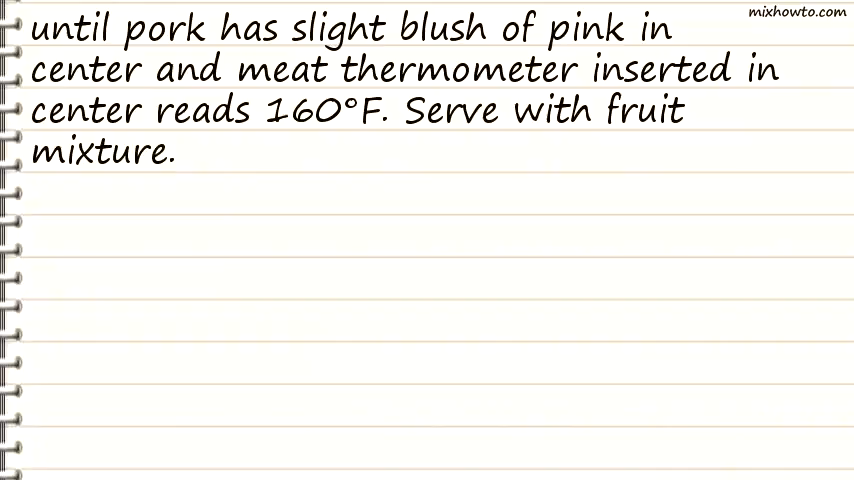 mixhowto.com
until pork has slight blush of pink in
center and meat thermometer inserted in
center reads 160°F. Serve with fruit
mixture.